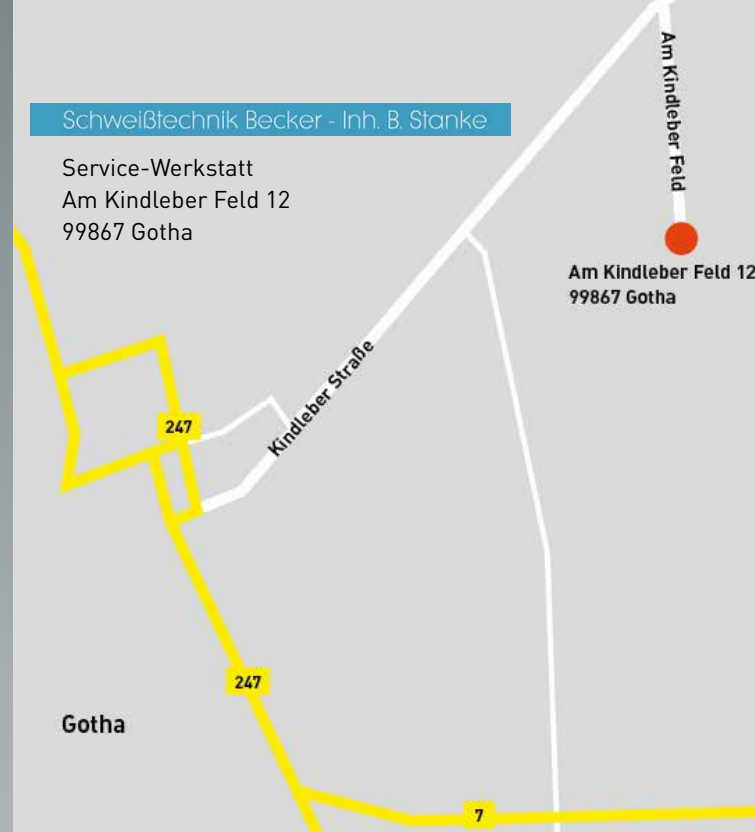 Schweißtechnik Becker - Inh. B. Stanke
Service-Werkstatt
Am Kindleber Feld 12
99867 Gotha
Am Kindleber Feld
Am Kindleber Feld 12
99867 Gotha
Kindleber Straße
247
247
Gotha
7